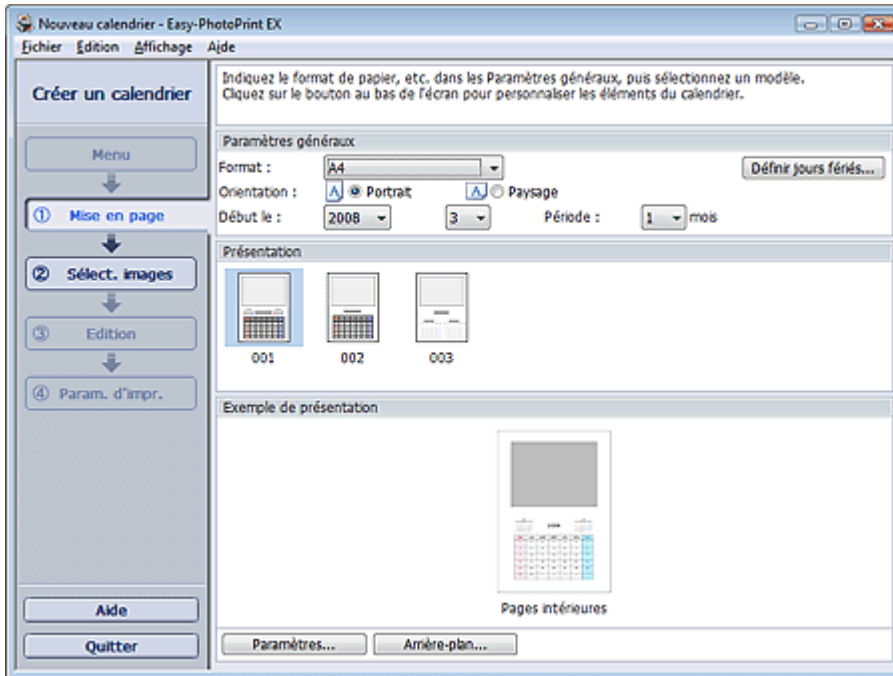 Nouveau calendrier - Easy-PhotoPrint EX
Fichier Édition Affichage Aide
Créer un calendrier
Indiquez le format de papier, etc. dans les Paramètres généraux, puis sélectionnez un modèle.
Cliquez sur le bouton au bas de l'écran pour personnaliser les éléments du calendrier.
Menu
① Mise en page
② Sélect. images
③ Edition
④ Param. d'impr.
Aide
Quitter
Paramètres généraux
Format : A4 Définir jours fériés...
Orientation : A Portrait A Paysage
Début le : 2008 3 Période : 1 mois
Présentation
001 002 003
Exemple de présentation
Pages intérieures
Paramètres... Arrière-plan...